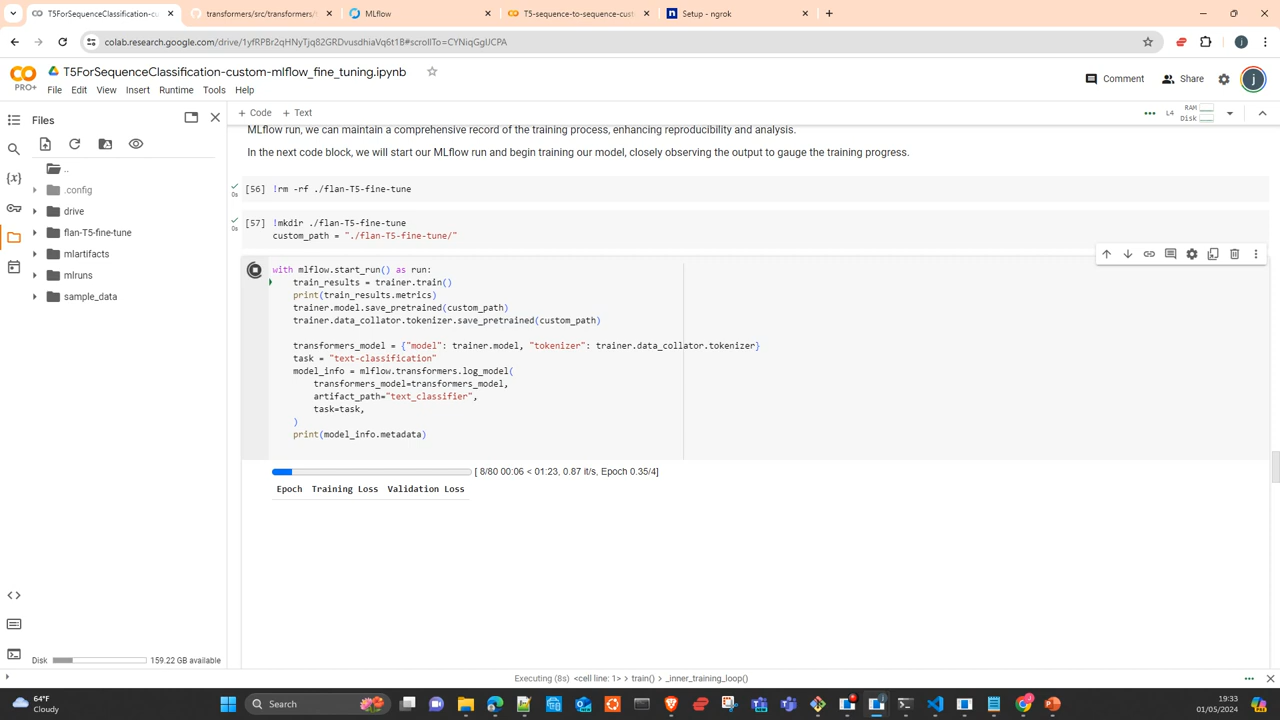 T5ForSequenceClassification-cu
transformers/src/transformers/t
MLflow
T5-sequence-to-sequence-cust
Setup - ngrok
colab.research.google.com/drive/1yfRPBr2qHNyTjq82GRDvusdhiaVq6t1B#scrollTo=CYNiqGgIJCPA
j
PRO+
T5ForSequenceClassification-custom-mlflow_fine_tuning.ipynb
Comment
Share
j
File Edit View Insert Runtime Tools Help
Files
+ Code + Text
L4
RAM
Disk
MLflow run, we can maintain a comprehensive record of the training process, enhancing reproducibility and analysis.
In the next code block, we will start our MLflow run and begin training our model, closely observing the output to gauge the training progress.
..
.config
drive
flan-T5-fine-tune
mlartifacts
mlruns
sample_data
0s
[56] !rm -rf ./flan-T5-fine-tune
0s
[57] !mkdir ./flan-T5-fine-tune
custom_path = "./flan-T5-fine-tune/"
with mlflow.start_run() as run:
train_results = trainer.train()
print(train_results.metrics)
trainer.model.save_pretrained(custom_path)
trainer.data_collator.tokenizer.save_pretrained(custom_path)
transformers_model = {"model": trainer.model, "tokenizer": trainer.data_collator.tokenizer}
task = "text-classification"
model_info = mlflow.transformers.log_model(
transformers_model=transformers_model,
artifact_path="text_classifier",
task=task,
)
print(model_info.metadata)
[ 8/80 00:06 < 01:23, 0.87 it/s, Epoch 0.35/4]
Epoch Training Loss Validation Loss
Disk 159.22 GB available
Executing (8s) <cell line: 1> > train() > _inner_training_loop()
64°F
Cloudy
Search
19:33
01/05/2024